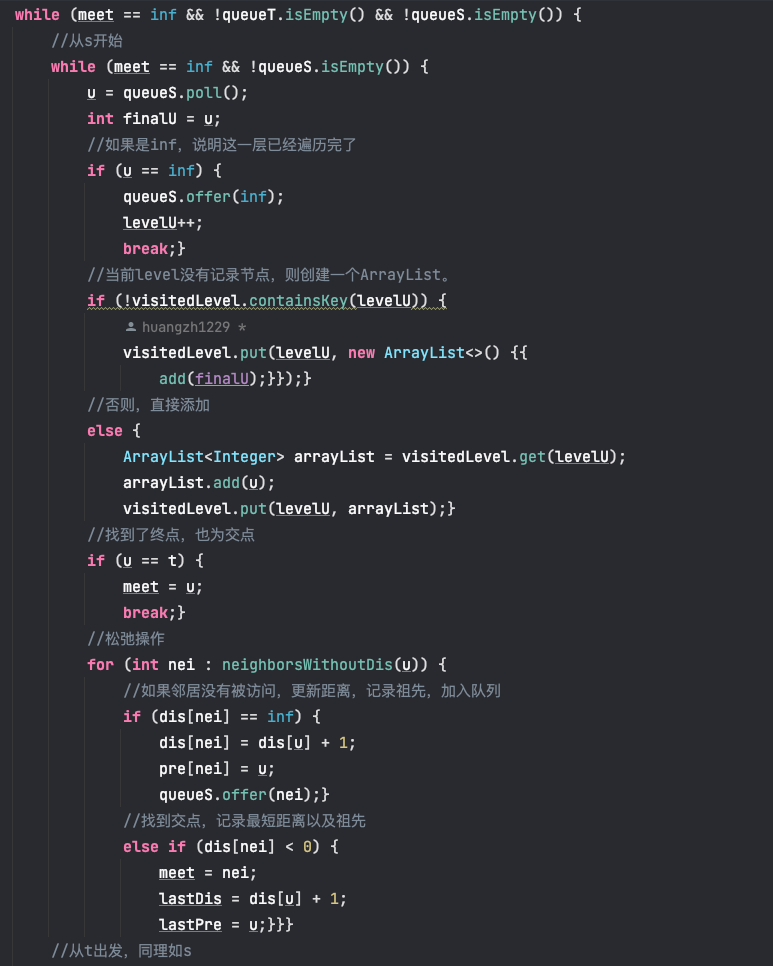 while (meet == inf && !queueT.isEmpty() && !queueS.isEmpty()) {
    //从s开始
    while (meet == inf && !queueS.isEmpty()) {
        u = queueS.poll();
        int finalU = u;
        //如果是inf，说明这一层已经遍历完了
        if (u == inf) {
            queueS.offer(inf);
            levelU++;
            break;}
        //当前level没有记录节点，则创建一个ArrayList。
        if (!visitedLevel.containsKey(levelU)) {
            huangzh1229 *
            visitedLevel.put(levelU, new ArrayList<>() {{
                add(finalU);}});}
        //否则，直接添加
        else {
            ArrayList<Integer> arrayList = visitedLevel.get(levelU);
            arrayList.add(u);
            visitedLevel.put(levelU, arrayList);}
        //找到了终点，也为交点
        if (u == t) {
            meet = u;
            break;}
        //松弛操作
        for (int nei : neighborsWithoutDis(u)) {
            //如果邻居没有被访问，更新距离，记录祖先，加入队列
            if (dis[nei] == inf) {
                dis[nei] = dis[u] + 1;
                pre[nei] = u;
                queueS.offer(nei);}
            //找到交点，记录最短距离以及祖先
            else if (dis[nei] < 0) {
                meet = nei;
                lastDis = dis[u] + 1;
                lastPre = u;}}}
    //从t出发，同理如s